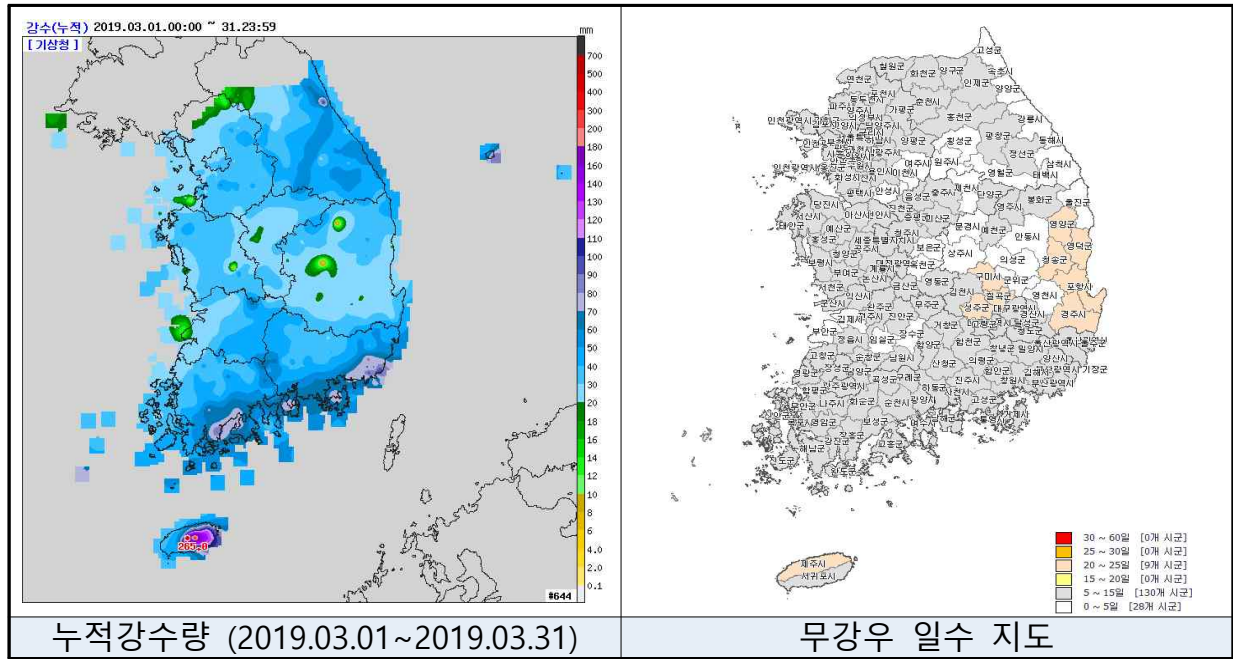 강수(누적) 2019.03.01.00:00 ~ 31.23:59
[ 기상청 ]
mm
700
500
400
300
200
180
160
140
130
120
110
100
90
80
70
60
50
40
30
20
18
16
14
12
10
8
6
4.0
2.0
0.1
265.0
#644
고성군
철원군
화천군
양구군
속초시
연천군
인제군
양양군
포천시
동두천시
춘천시
파주시
양주시
가평군
의정부시
홍천군
강릉시
인천광역시
양평군
횡성군
평창군
동해시
정선군
여주시
원주시
삼척시
이천시
영월군
태백시
화성시
평택시
안성시
음성군
충주시
제천시
단양군
봉화군
울진군
당진시
서산시
아산시
진천군
증평군
괴산군
영주시
영양군
태안군
예산군
문경시
예천군
안동시
홍성군
세종특별자치시
청주시
영덕군
청양군
공주시
보은군
상주시
의성군
청송군
보령시
부여군
계룡시
옥천군
논산시
구미시
군위군
서천군
금산군
영동군
김천시
칠곡군
포항시
군산시
익산시
완주군
무주군
성주군
대구광역시
영천시
경산시
경주시
김제시
전주시
진안군
부안군
장수군
거창군
고령군
달성군
청도군
정읍시
임실군
함양군
합천군
창녕군
밀양시
울산광역시
고창군
순창군
남원시
산청군
의령군
양산시
영광군
장성군
담양군
곡성군
구례군
함안군
김해시
기장군
함평군
광주광역시
하동군
진주시
창원시
부산광역시
무안군
나주시
화순군
순천시
광양시
사천시
고성군
거제시
영암군
보성군
여수시
남해군
통영시
장흥군
강진군
고흥군
해남군
진도군
완도군
제주시
서귀포시
30 ~ 60일 [0개 시군]
25 ~ 30일 [0개 시군]
20 ~ 25일 [9개 시군]
15 ~ 20일 [0개 시군]
5 ~ 15일 [130개 시군]
0 ~ 5일 [28개 시군]
누적강수량 (2019.03.01~2019.03.31)
무강우 일수 지도